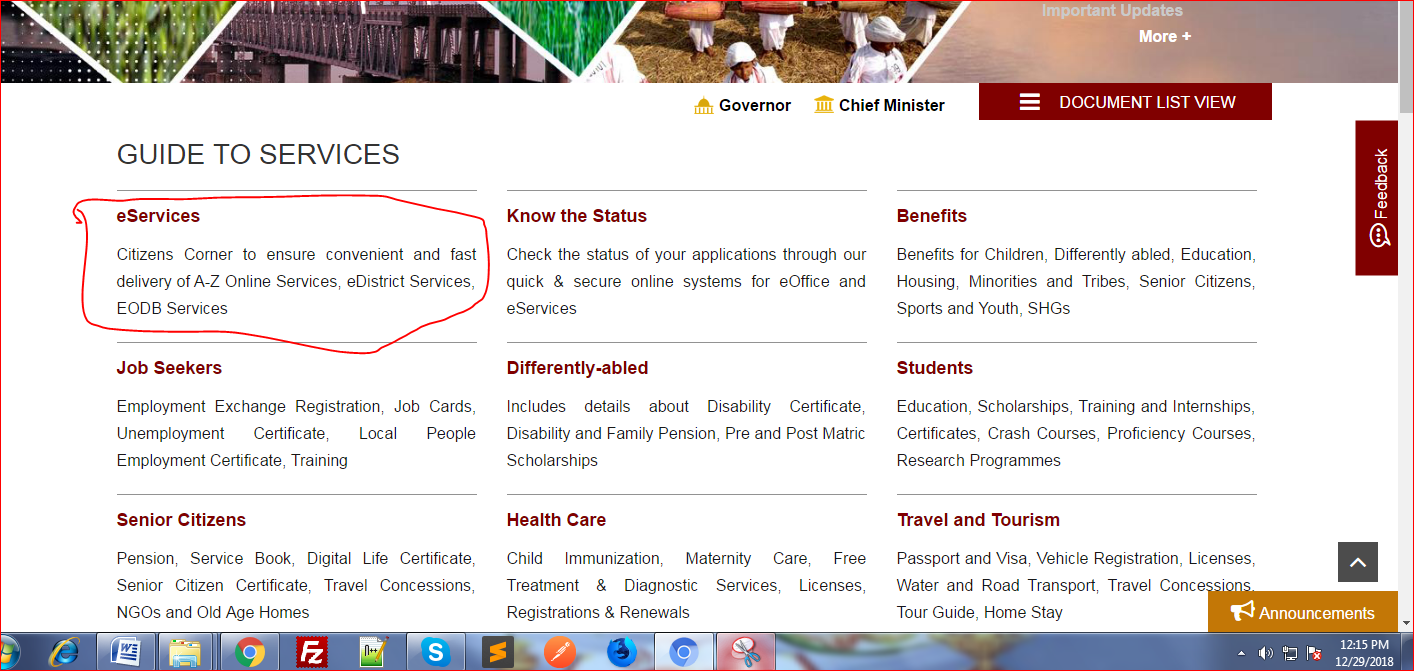 Important Updates
More +
Governor
Chief Minister
DOCUMENT LIST VIEW
Feedback
GUIDE TO SERVICES
eServices
Citizens Corner to ensure convenient and fast
delivery of A-Z Online Services, eDistrict Services,
EODB Services
Know the Status
Check the status of your applications through our
quick & secure online systems for eOffice and
eServices
Benefits
Benefits for Children, Differently abled, Education,
Housing, Minorities and Tribes, Senior Citizens,
Sports and Youth, SHGs
Job Seekers
Employment Exchange Registration, Job Cards,
Unemployment Certificate, Local People
Employment Certificate, Training
Differently-abled
Includes details about Disability Certificate,
Disability and Family Pension, Pre and Post Matric
Scholarships
Students
Education, Scholarships, Training and Internships,
Certificates, Crash Courses, Proficiency Courses,
Research Programmes
Senior Citizens
Pension, Service Book, Digital Life Certificate,
Senior Citizen Certificate, Travel Concessions,
NGOs and Old Age Homes
Health Care
Child Immunization, Maternity Care, Free
Treatment & Diagnostic Services, Licenses,
Registrations & Renewals
Travel and Tourism
Passport and Visa, Vehicle Registration, Licenses,
Water and Road Transport, Travel Concessions,
Tour Guide, Home Stay
Announcements
12:15 PM
12/29/2018